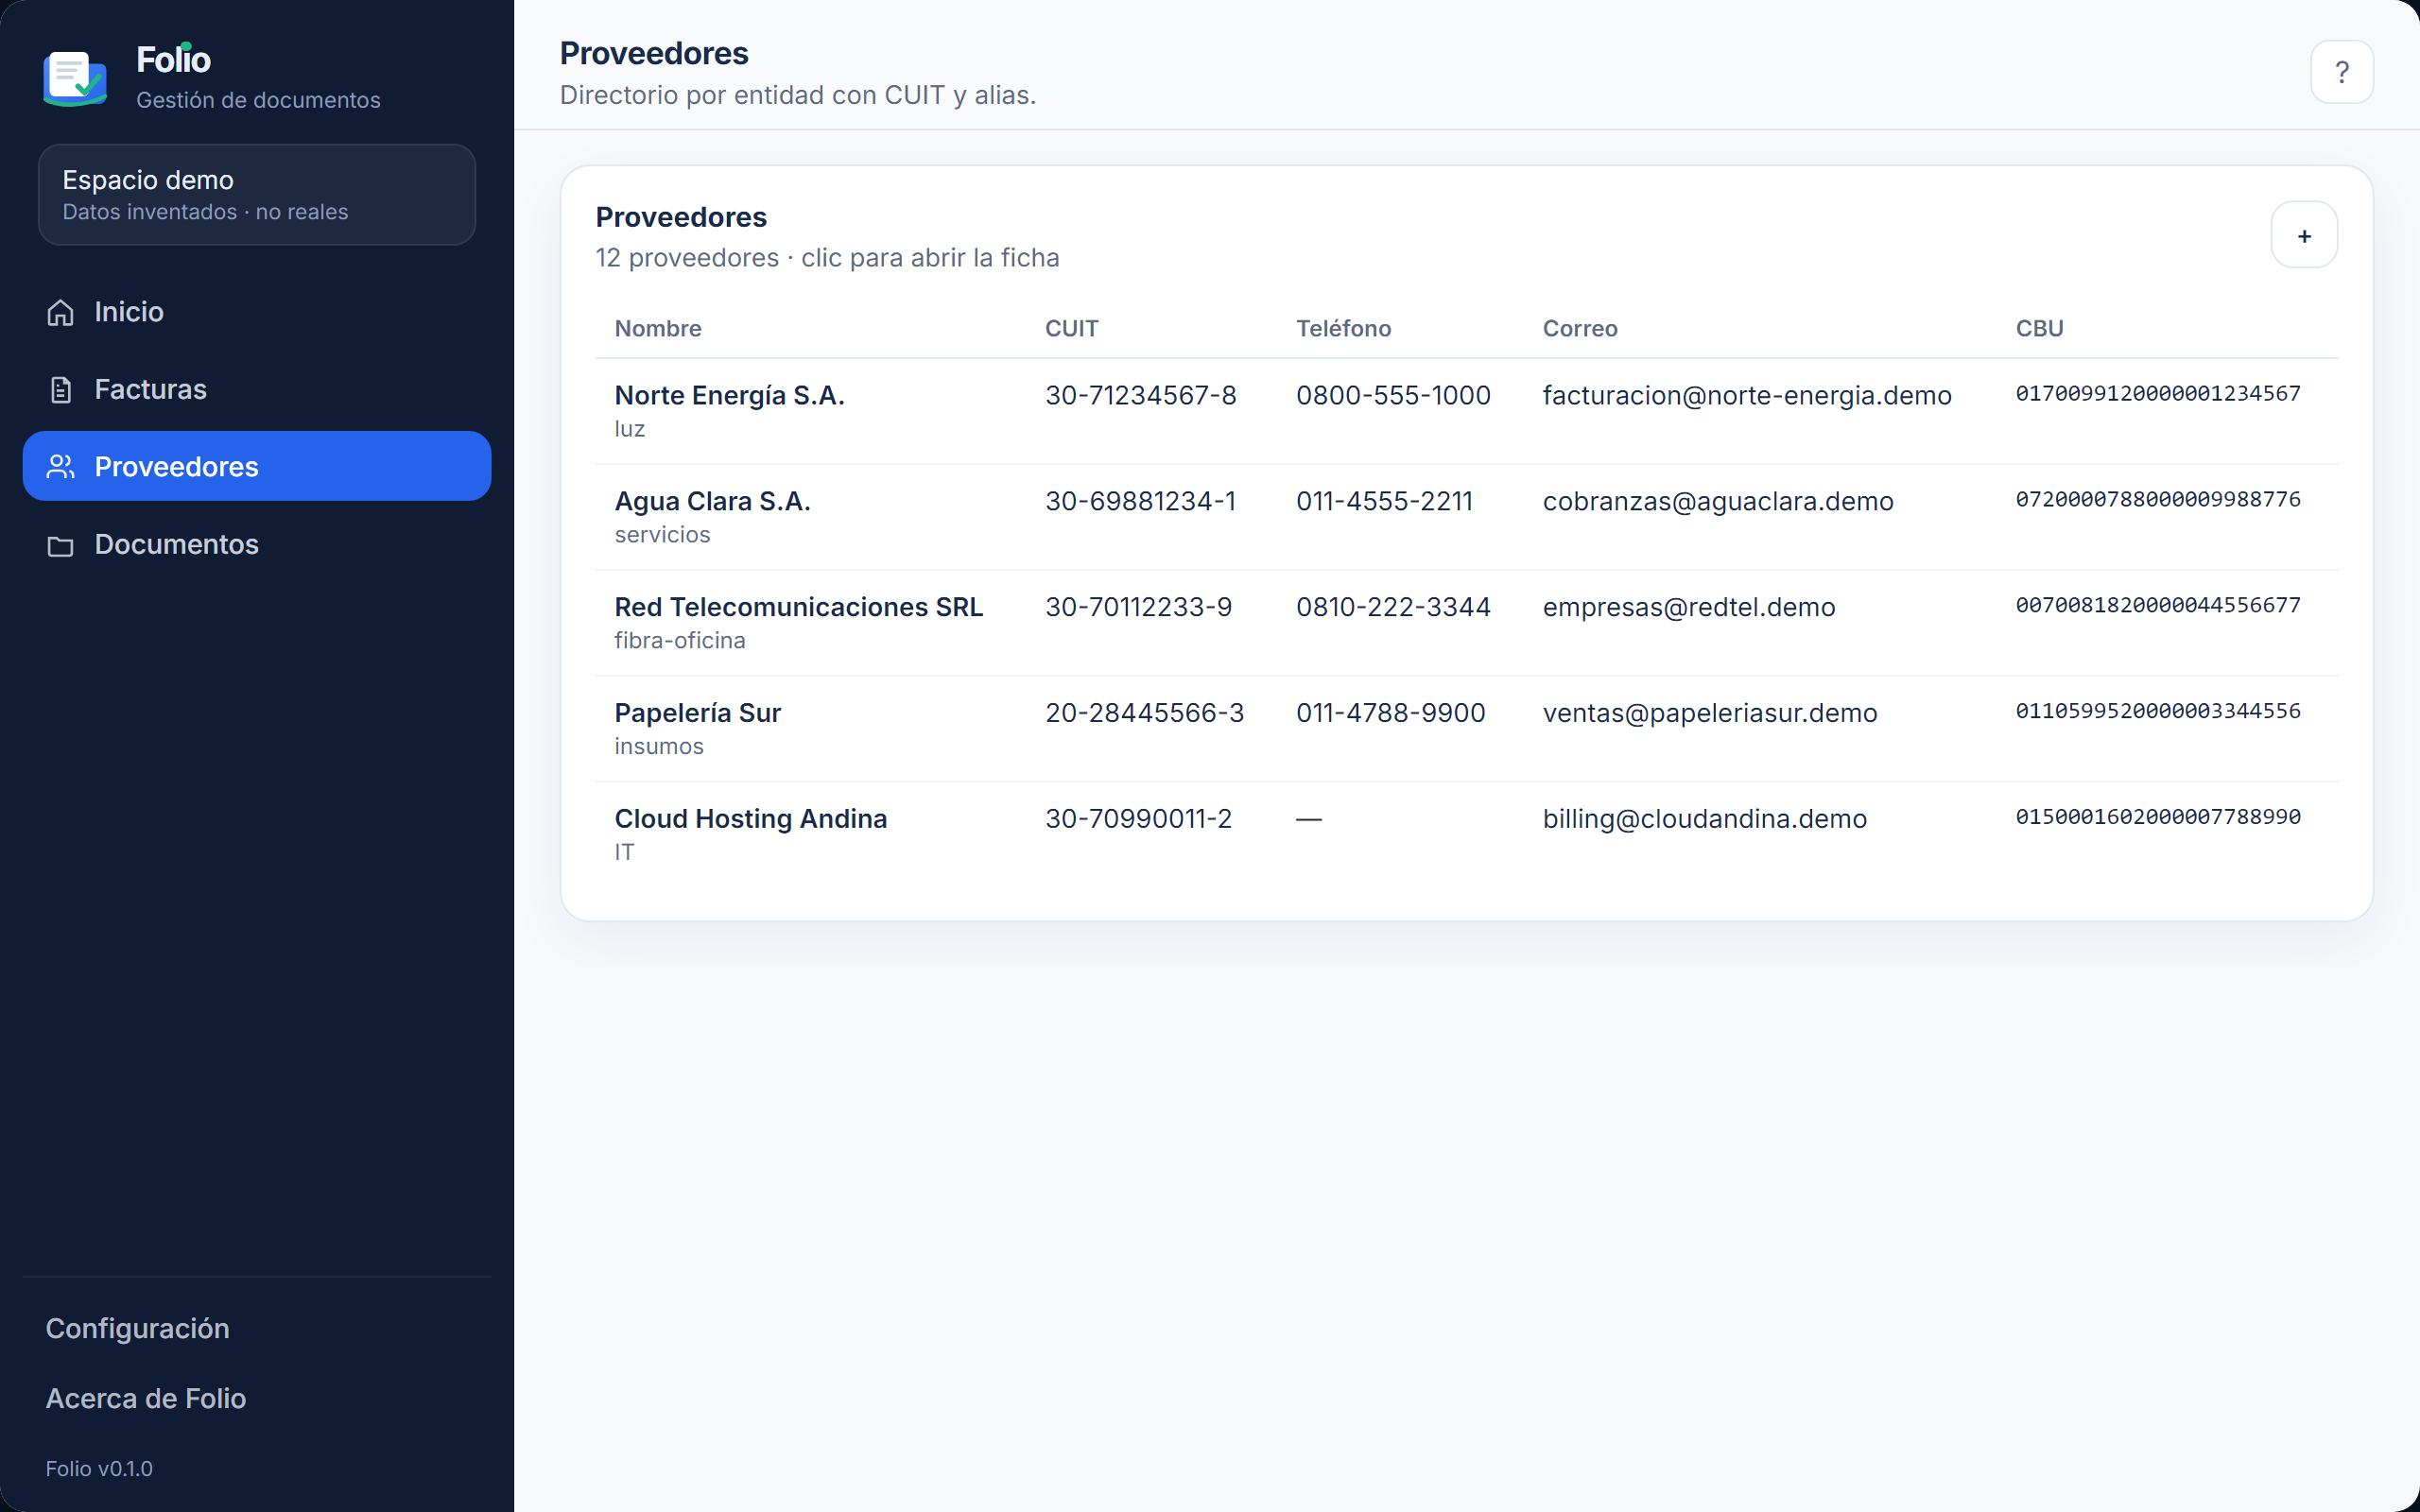 Folio
Gestión de documentos
Espacio demo
Datos inventados · no reales
Inicio
Facturas
Proveedores
Documentos
Configuración
Acerca de Folio
Folio v0.1.0
Proveedores
Directorio por entidad con CUIT y alias.
?
Proveedores
12 proveedores · clic para abrir la ficha
+
Nombre CUIT Teléfono Correo CBU
Norte Energía S.A. 30-71234567-8 0800-555-1000 facturacion@norte-energia.demo 0170099120000001234567
luz
Agua Clara S.A. 30-69881234-1 011-4555-2211 cobranzas@aguaclara.demo 0720000788000009988776
servicios
Red Telecomunicaciones SRL 30-70112233-9 0810-222-3344 empresas@redtel.demo 0070081820000044556677
fibra-oficina
Papelería Sur 20-28445566-3 011-4788-9900 ventas@papeleriasur.demo 0110599520000003344556
insumos
Cloud Hosting Andina 30-70990011-2 — billing@cloudandina.demo 0150001602000007788990
IT